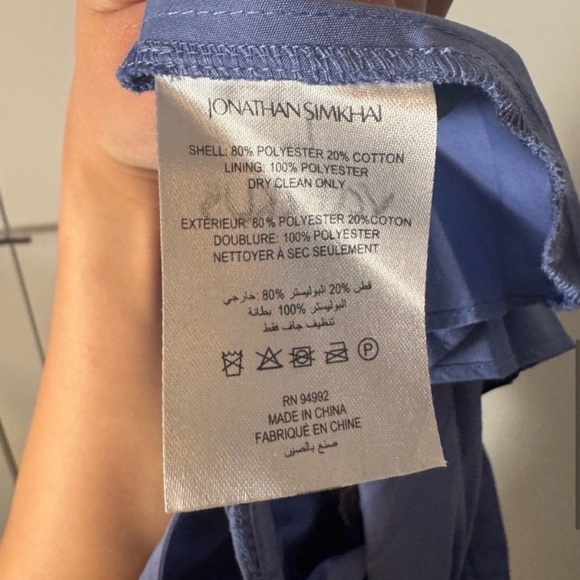 JONATHAN SIMKHAI
SHELL: 80% POLYESTER 20% COTTON
LINING: 100% POLYESTER
DRY CLEAN ONLY
EXTÉRIEUR: 80% POLYESTER 20%COTON
DOUBLURE: 100% POLYESTER
NETTOYER À SEC SEULEMENT
قطن %20 البوليستر %80 :خارجي
البوليستر %100 بطانة
تنظيف جاف فقط
P
RN 94992
MADE IN CHINA
FABRIQUÉ EN CHINE
صنع بالصين